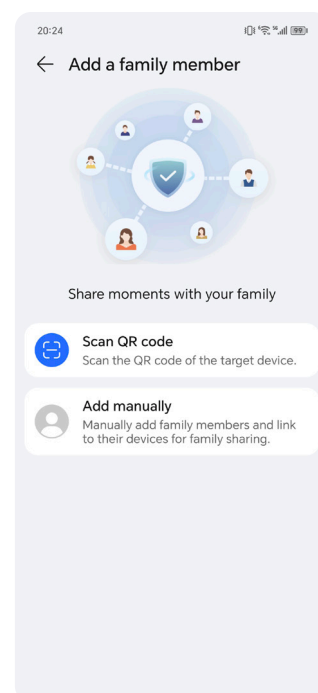 20:24
99
Add a family member
Share moments with your family
Scan QR code
Scan the QR code of the target device.
Add manually
Manually add family members and link
to their devices for family sharing.